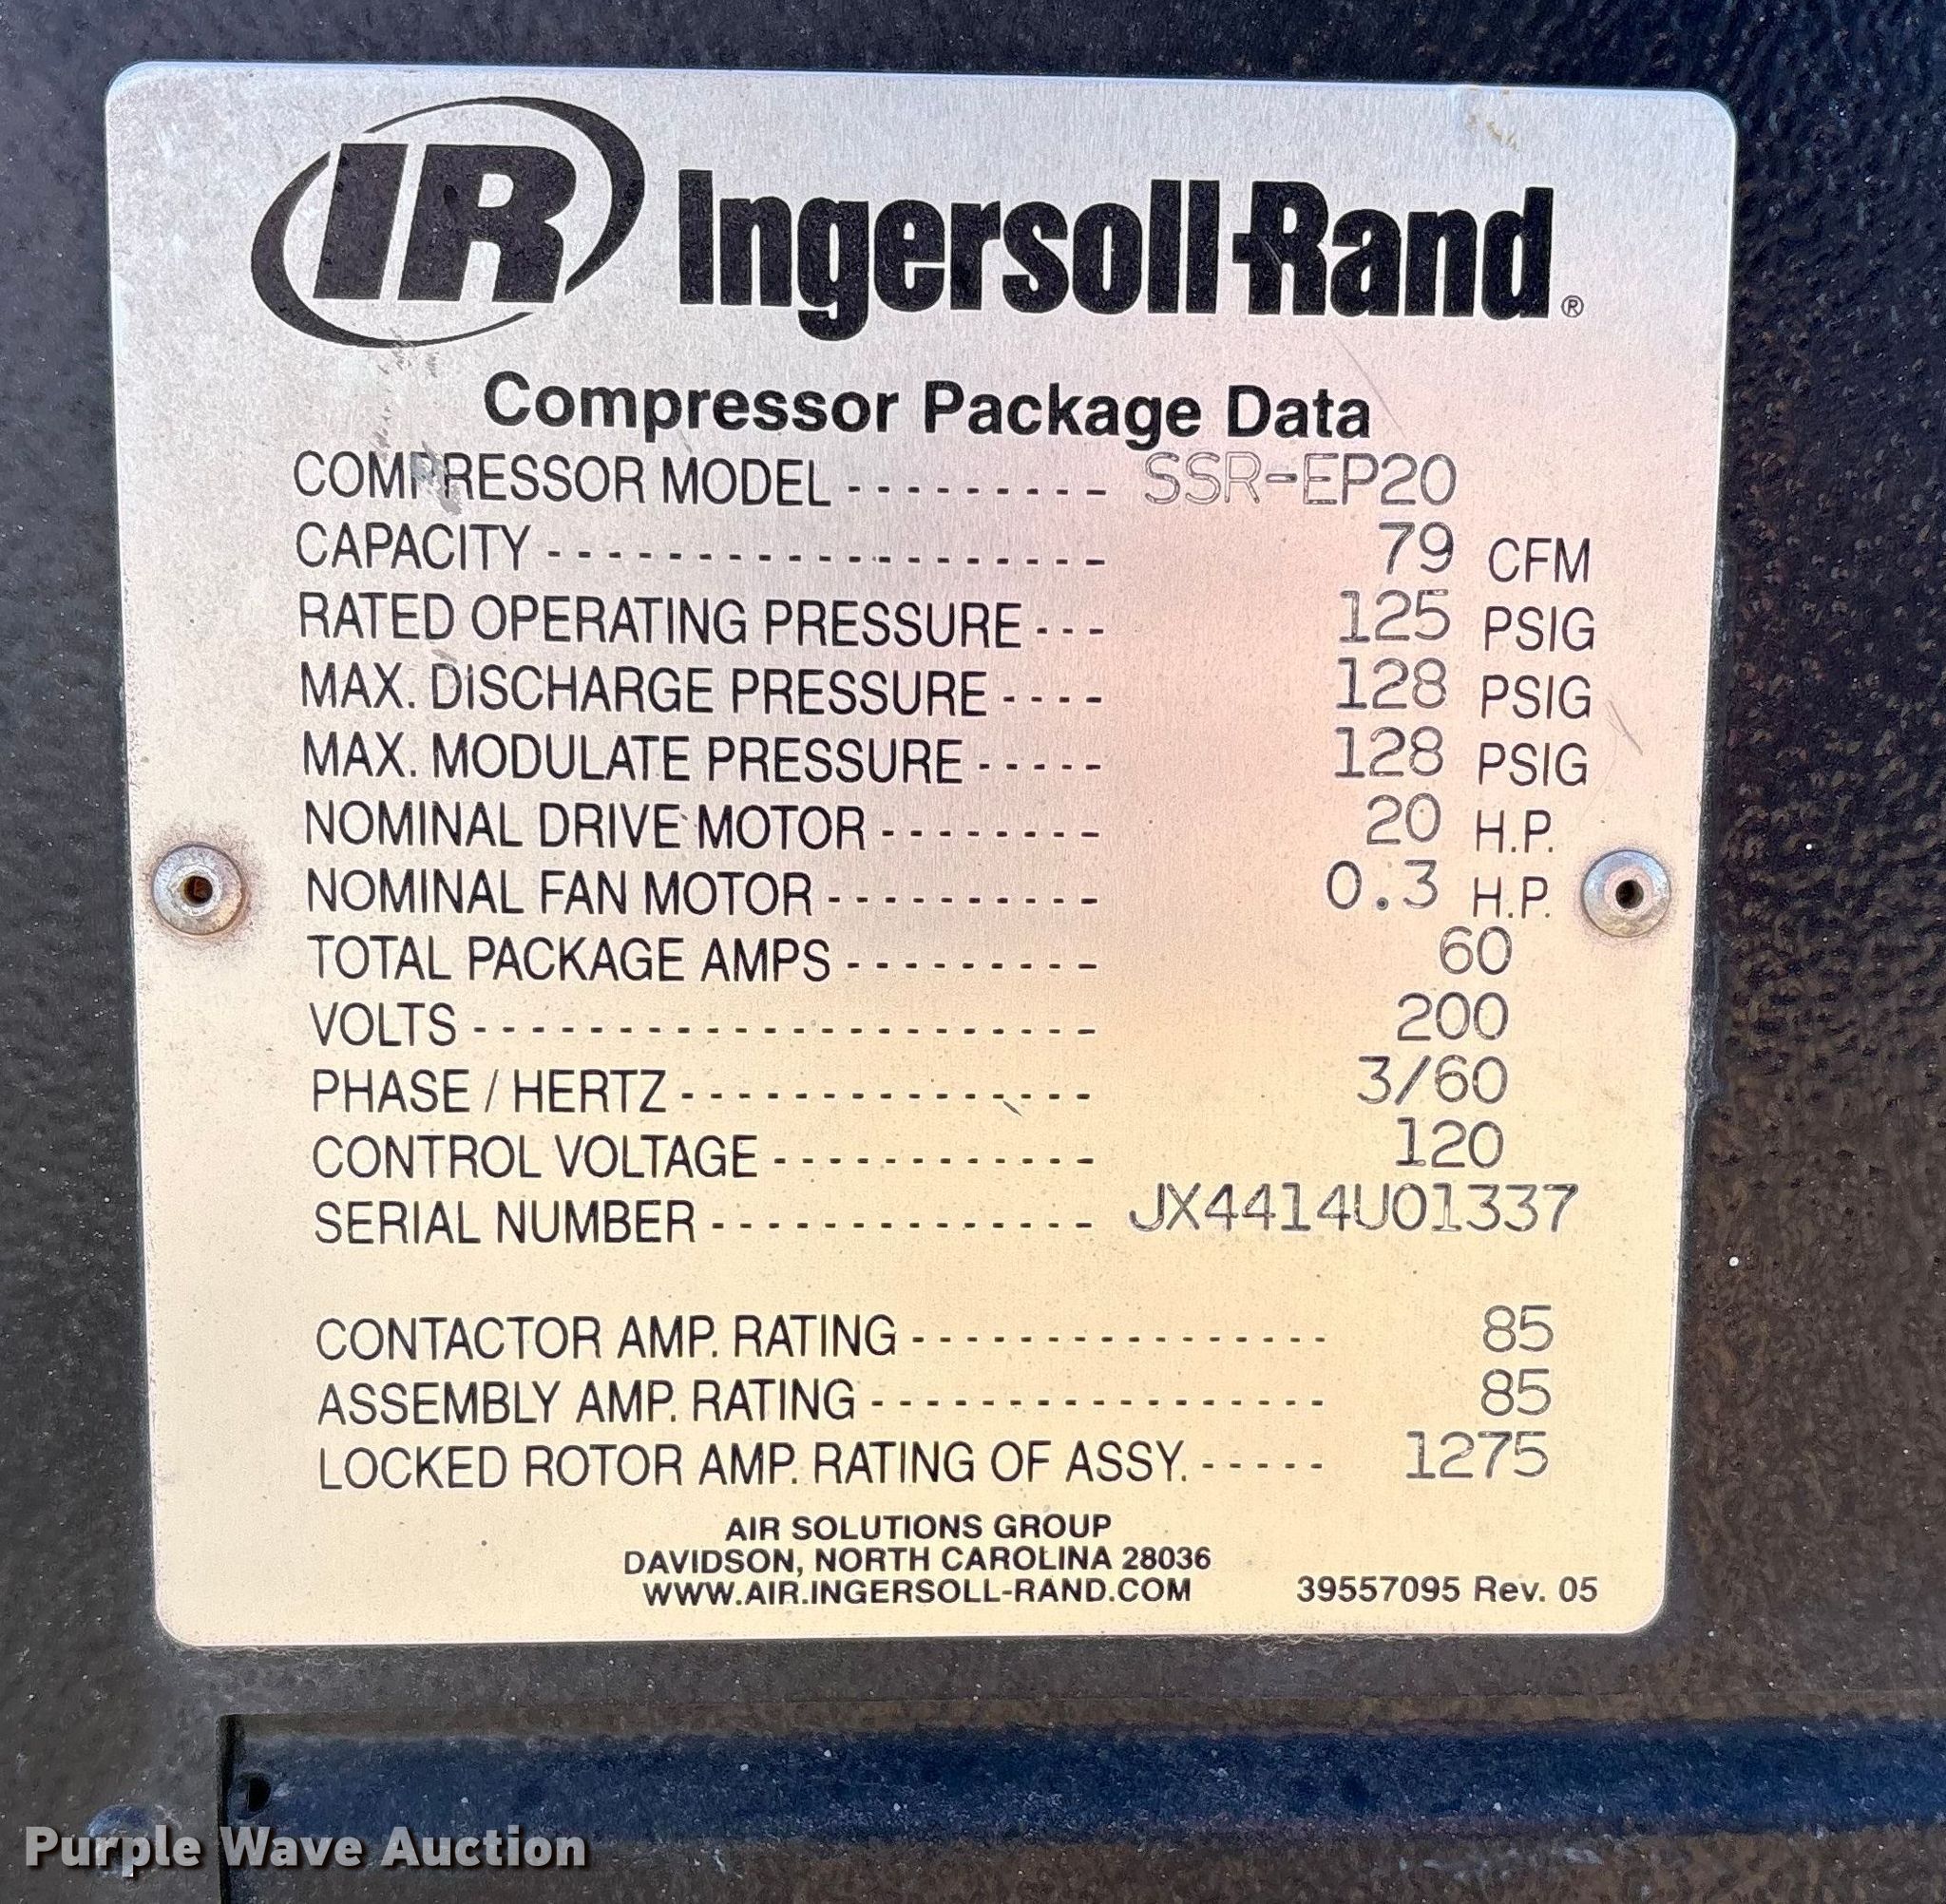 IR Ingersoll-Rand®
Compressor Package Data
COMPRESSOR MODEL --------- SSR-EP20
CAPACITY -------------------- 79 CFM
RATED OPERATING PRESSURE --- 125 PSIG
MAX. DISCHARGE PRESSURE ---- 128 PSIG
MAX. MODULATE PRESSURE ----- 128 PSIG
NOMINAL DRIVE MOTOR -------- 20 H.P.
NOMINAL FAN MOTOR ---------- 0.3 H.P.
TOTAL PACKAGE AMPS --------- 60
VOLTS ----------------------- 200
PHASE / HERTZ --------------- 3/60
CONTROL VOLTAGE ------------ 120
SERIAL NUMBER -------------- JX4414U01337
CONTACTOR AMP. RATING ---------------- 85
ASSEMBLY AMP. RATING ----------------- 85
LOCKED ROTOR AMP. RATING OF ASSY. ----- 1275
AIR SOLUTIONS GROUP
DAVIDSON, NORTH CAROLINA 28036
WWW.AIR.INGERSOLL-RAND.COM 39557095 Rev. 05
Purple Wave Auction